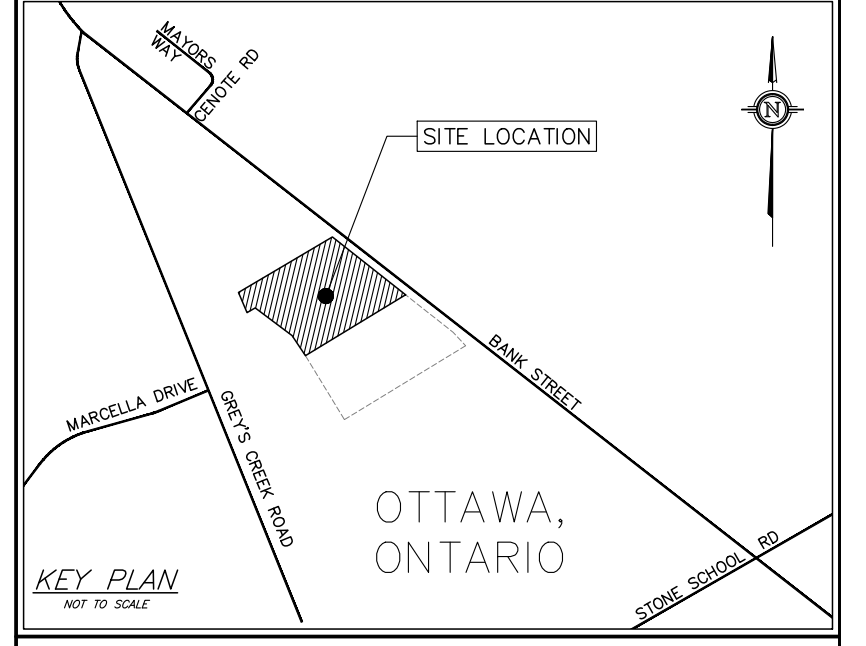 MAYORS
WAY
CENOTE RD
SITE LOCATION
N
BANK STREET
MARCELLA DRIVE
GREY'S CREEK ROAD
OTTAWA,
ONTARIO
STONE SCHOOL RD
KEY PLAN
NOT TO SCALE